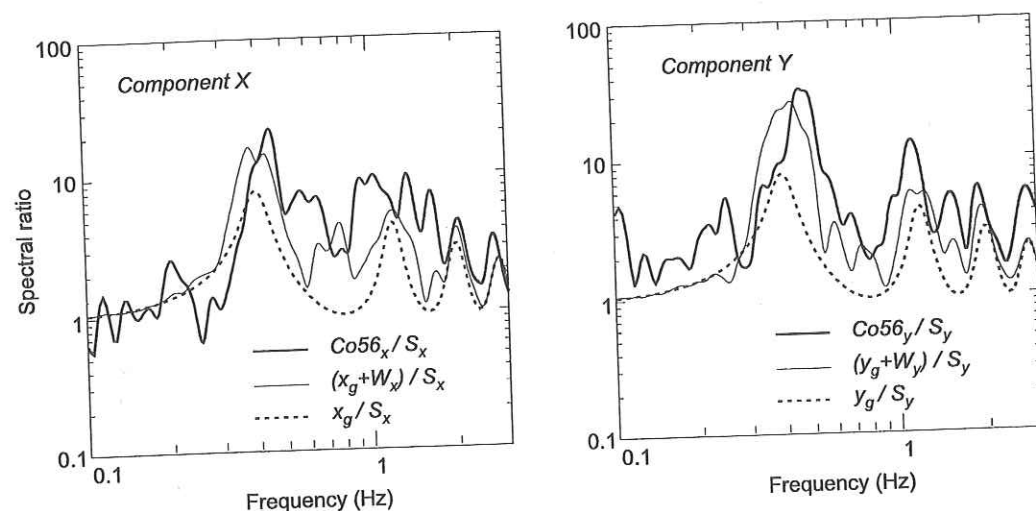 100
10
1
0.1
Spectral ratio
Component X
Co56x / Sx
(xg+Wx) / Sx
xg / Sx
0.1
1
Frequency (Hz)
100
10
1
0.1
Component Y
Co56y / Sy
(yg+Wy) / Sy
yg / Sy
0.1
1
Frequency (Hz)